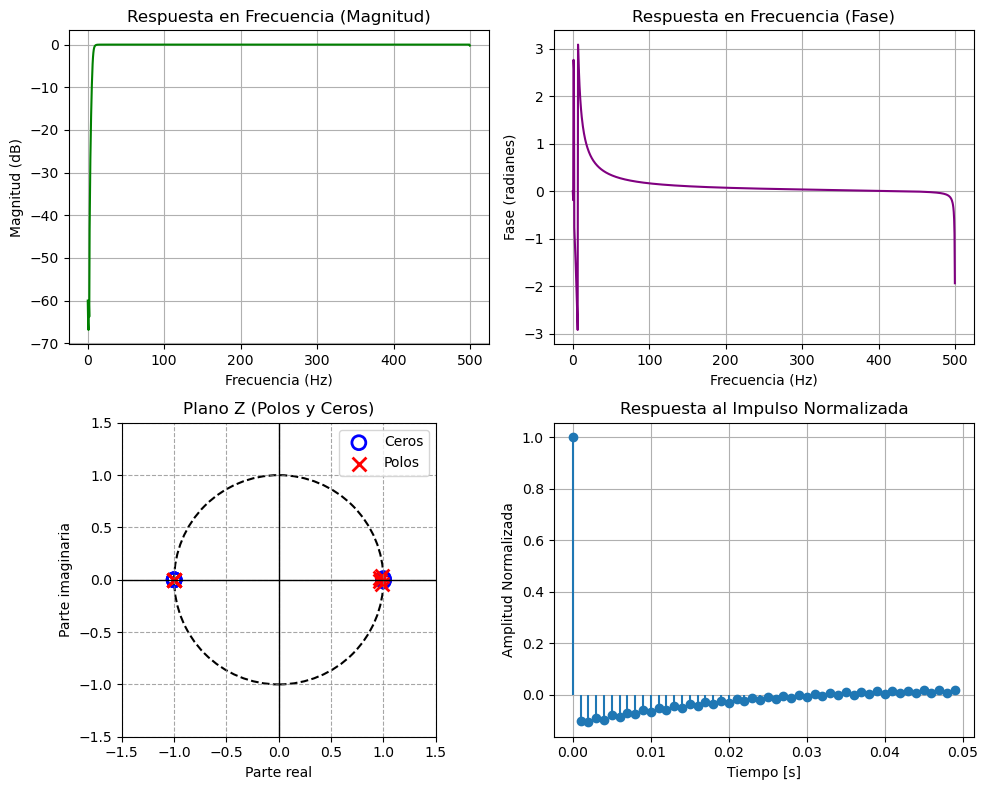 Respuesta en Frecuencia (Magnitud)
Magnitud (dB)
0
−10
−20
−30
−40
−50
−60
−70
0 100 200 300 400 500
Frecuencia (Hz)
Respuesta en Frecuencia (Fase)
Fase (radianes)
3
2
1
0
−1
−2
−3
0 100 200 300 400 500
Frecuencia (Hz)
Plano Z (Polos y Ceros)
Parte imaginaria
1.5
1.0
0.5
0.0
−0.5
−1.0
−1.5
Ceros
Polos
−1.5 −1.0 −0.5 0.0 0.5 1.0 1.5
Parte real
Respuesta al Impulso Normalizada
Amplitud Normalizada
1.0
0.8
0.6
0.4
0.2
0.0
0.00 0.01 0.02 0.03 0.04 0.05
Tiempo [s]